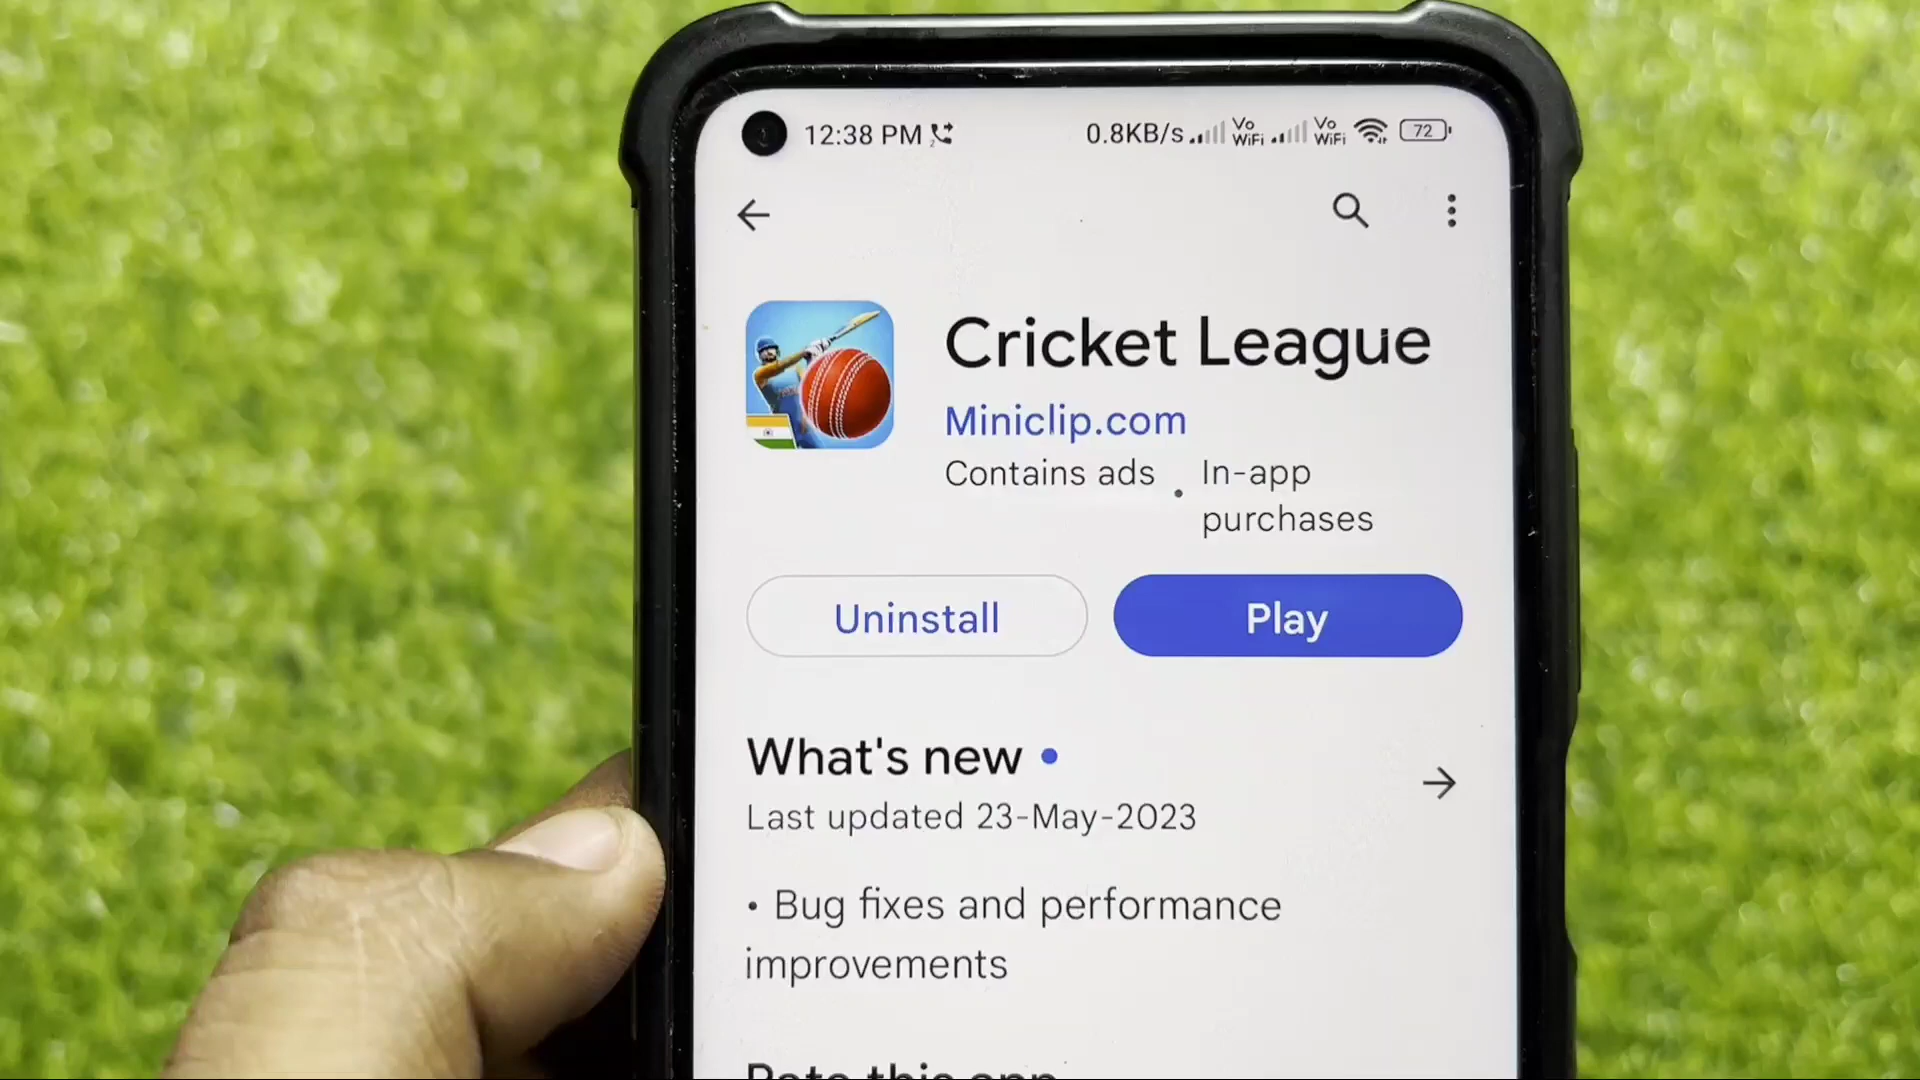 12:38 PM 0.8KB/s Vo WiFi Vo WiFi 72
Cricket League
Miniclip.com
Contains ads • In-app
purchases
Uninstall Play
What's new
Last updated 23-May-2023
• Bug fixes and performance
improvements
Rate this app